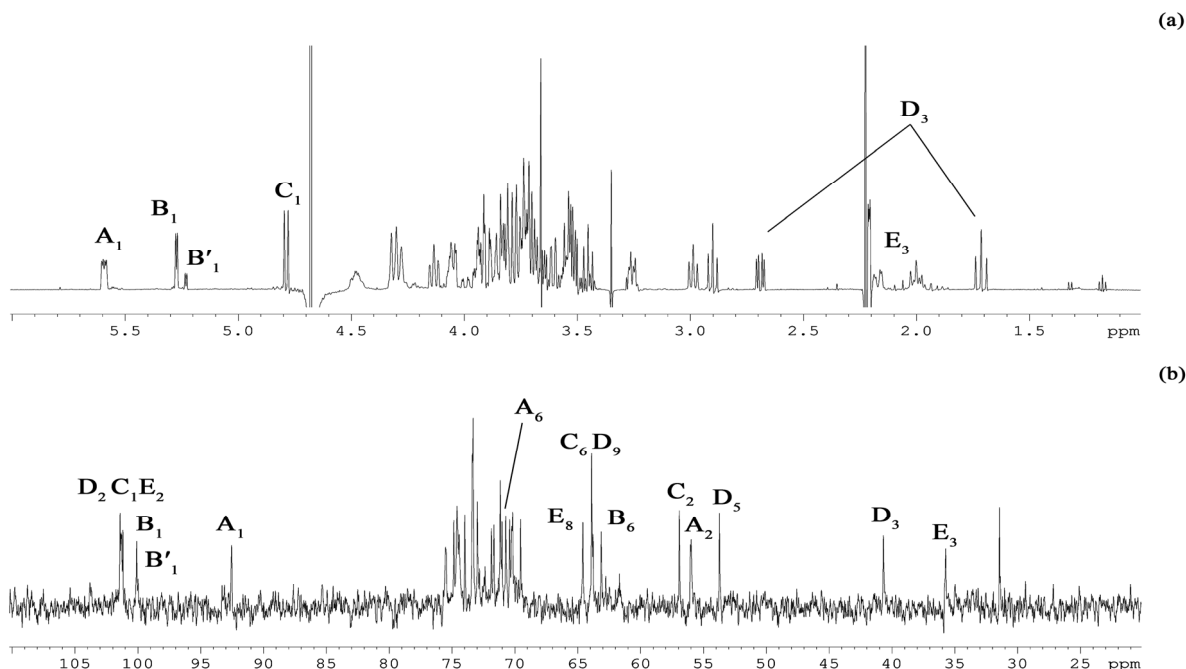 (a)
D₃
C₁
B₁
A₁
B′₁
E₃
5.5 5.0 4.5 4.0 3.5 3.0 2.5 2.0 1.5 ppm
(b)
A₆
C₆ D₉
D₂ C₁E₂
C₂
E₈
B₆
A₂
D₅
B₁
A₁
D₃
B′₁
E₃
105 100 95 90 85 80 75 70 65 60 55 50 45 40 35 30 25 ppm